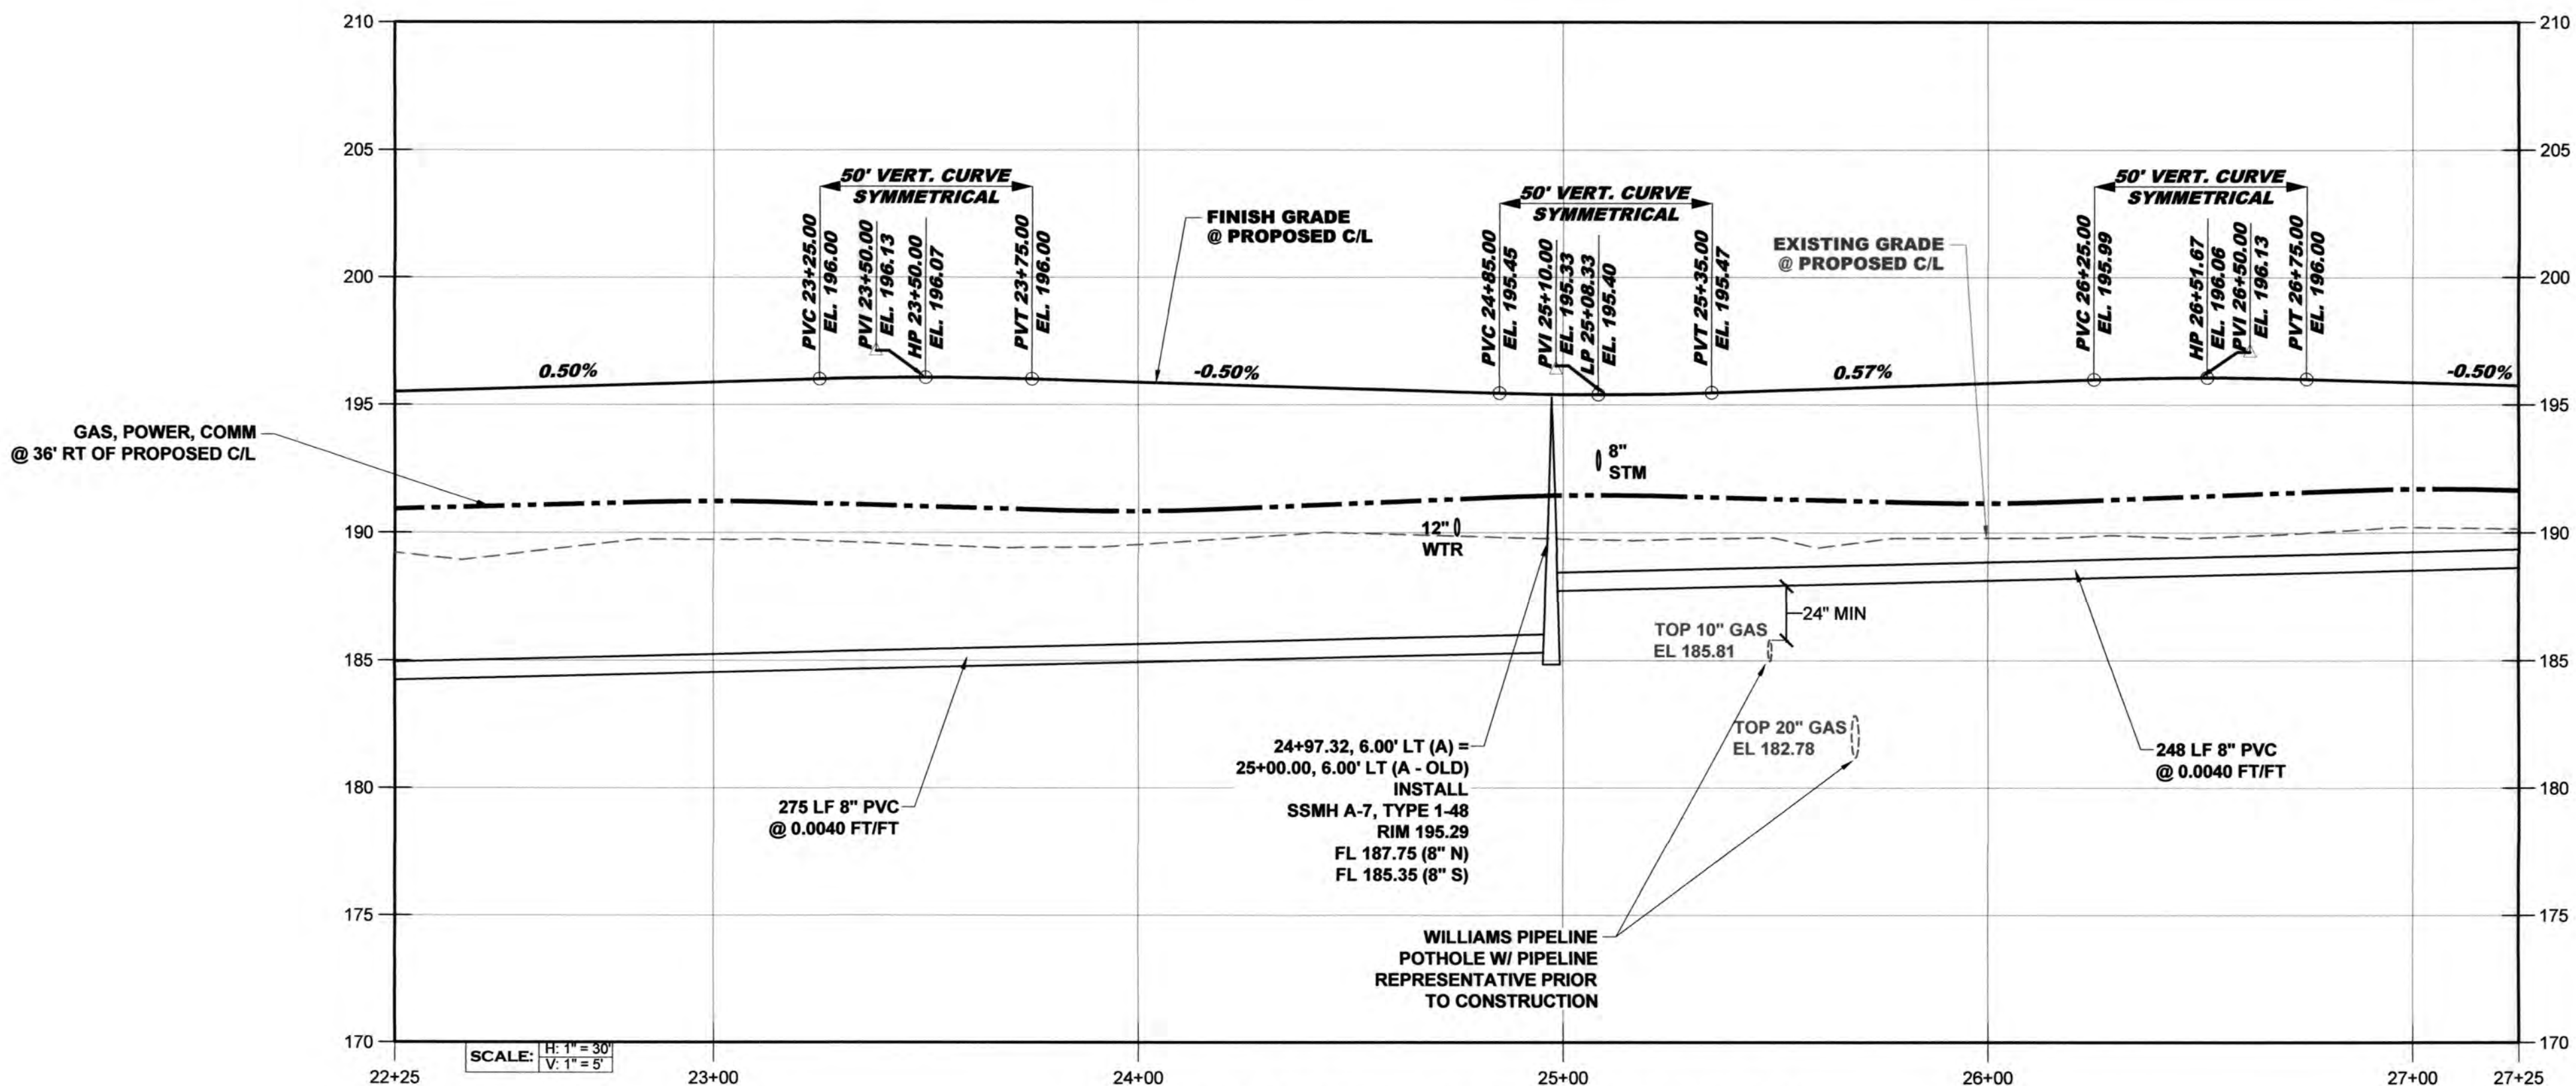 210
205
200
195
190
185
180
175
170
210
205
200
195
190
185
180
175
170
50' VERT. CURVE
SYMMETRICAL
PVC 23+25.00
EL. 196.00
PVI 23+50.00
EL. 196.13
HP 23+50.00
EL. 196.07
PVT 23+75.00
EL. 196.00
FINISH GRADE
@ PROPOSED C/L
50' VERT. CURVE
SYMMETRICAL
PVC 24+85.00
EL. 195.45
PVI 25+10.00
EL. 195.33
LP 25+08.33
EL. 195.40
PVT 25+35.00
EL. 195.47
EXISTING GRADE
@ PROPOSED C/L
50' VERT. CURVE
SYMMETRICAL
PVC 26+25.00
EL. 195.99
HP 26+51.67
EL. 196.06
PVI 26+50.00
EL. 196.13
PVT 26+75.00
EL. 196.00
0.50%
-0.50%
0.57%
-0.50%
GAS, POWER, COMM
@ 36' RT OF PROPOSED C/L
8"
STM
12"
WTR
24" MIN
TOP 10" GAS
EL 185.81
TOP 20" GAS
EL 182.78
24+97.32, 6.00' LT (A) =
25+00.00, 6.00' LT (A - OLD)
INSTALL
SSMH A-7, TYPE 1-48
RIM 195.29
FL 187.75 (8" N)
FL 185.35 (8" S)
275 LF 8" PVC
@ 0.0040 FT/FT
248 LF 8" PVC
@ 0.0040 FT/FT
WILLIAMS PIPELINE
POTHOLE W/ PIPELINE
REPRESENTATIVE PRIOR
TO CONSTRUCTION
SCALE:
H: 1" = 30'
V: 1" = 5'
22+25
23+00
24+00
25+00
26+00
27+00
27+25